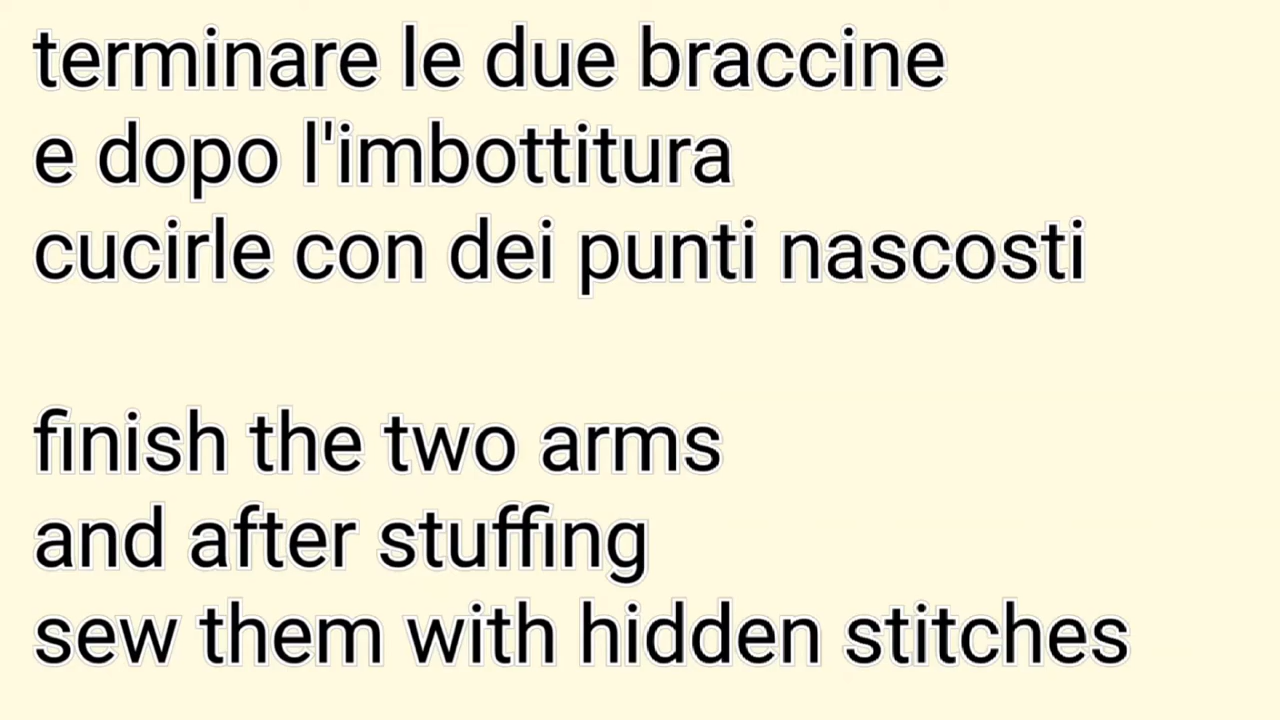 terminare le due braccine
e dopo l'imbottitura
cucirle con dei punti nascosti
finish the two arms
and after stuffing
sew them with hidden stitches